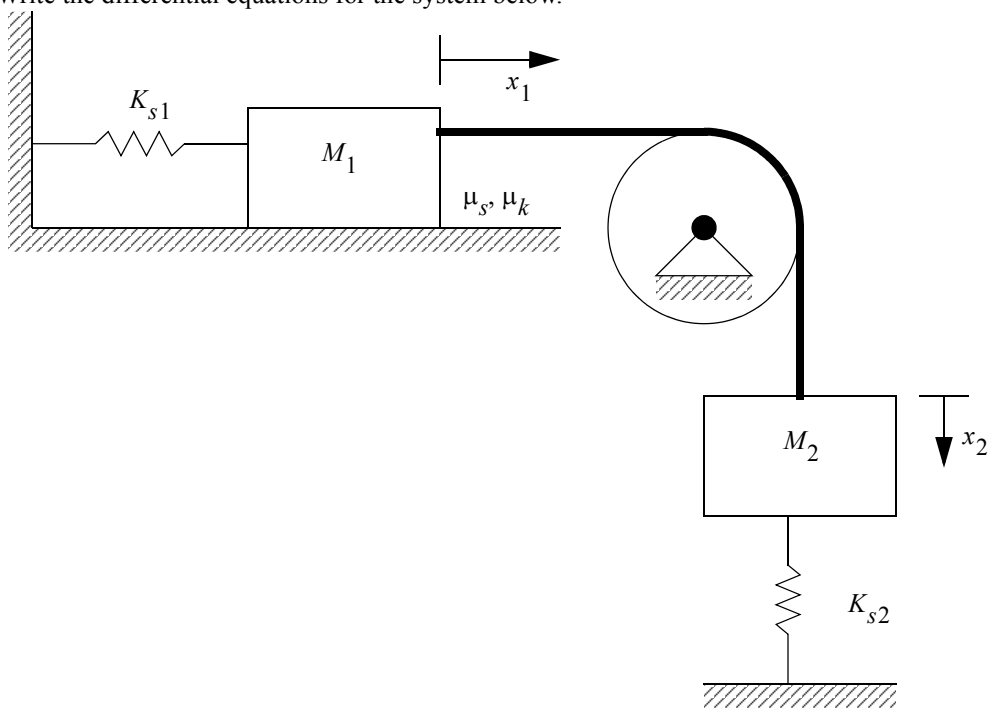 Write the differential equations for the system below.
x1
Ks1
M1
μs, μk
M2
x2
Ks2